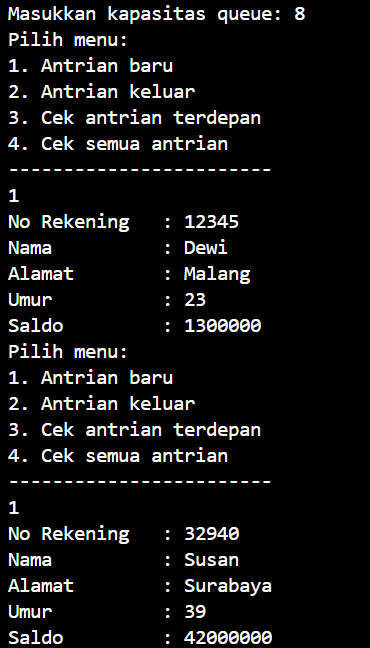 Masukkan kapasitas queue: 8
Pilih menu:
1. Antrian baru
2. Antrian keluar
3. Cek antrian terdepan
4. Cek semua antrian
------------------------
1
No Rekening   : 12345
Nama          : Dewi
Alamat        : Malang
Umur          : 23
Saldo         : 1300000
Pilih menu:
1. Antrian baru
2. Antrian keluar
3. Cek antrian terdepan
4. Cek semua antrian
------------------------
1
No Rekening   : 32940
Nama          : Susan
Alamat        : Surabaya
Umur          : 39
Saldo         : 42000000